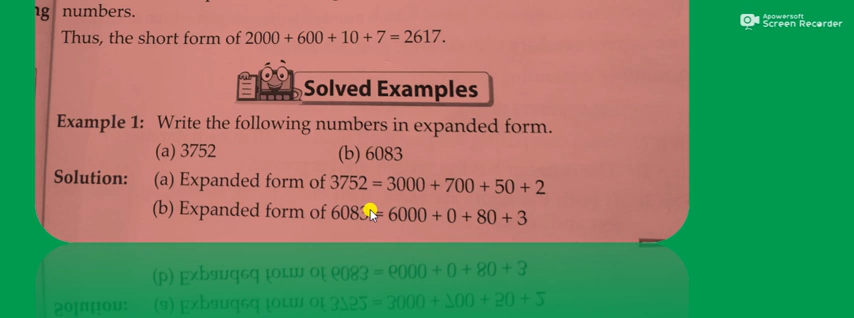 ng numbers.
Thus, the short form of 2000 + 600 + 10 + 7 = 2617.
Solved Examples
Example 1: Write the following numbers in expanded form.
(a) 3752 (b) 6083
Solution: (a) Expanded form of 3752 = 3000 + 700 + 50 + 2
(b) Expanded form of 6083 = 6000 + 0 + 80 + 3
Apowersoft
Screen Recorder